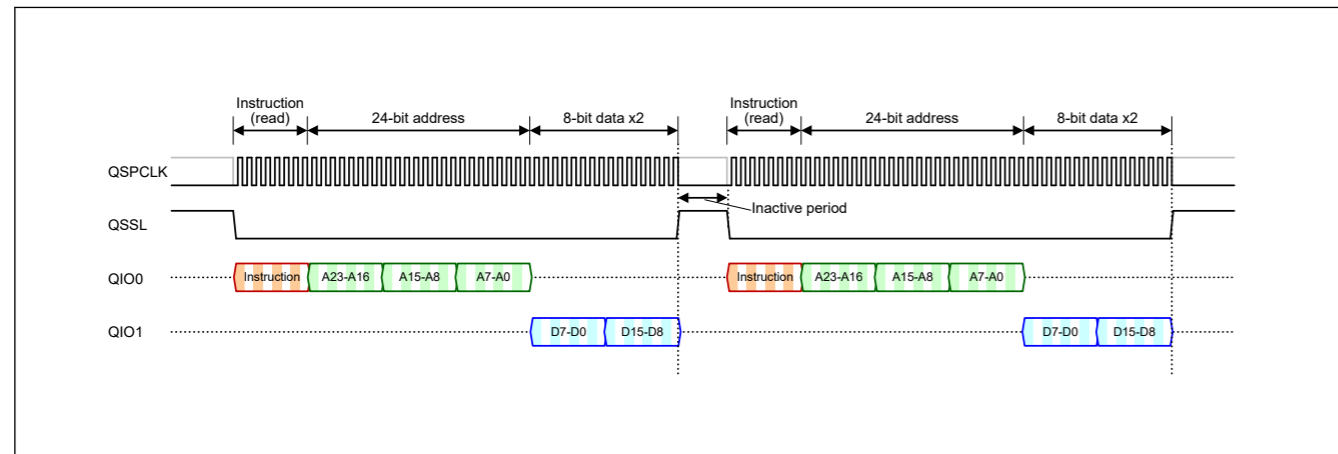 Instruction
(read)
24-bit address
8-bit data x2
Instruction
(read)
24-bit address
8-bit data x2
QSPCLK
Inactive period
QSSL
QIO0
Instruction
A23-A16
A15-A8
A7-A0
Instruction
A23-A16
A15-A8
A7-A0
QIO1
D7-D0
D15-D8
D7-D0
D15-D8